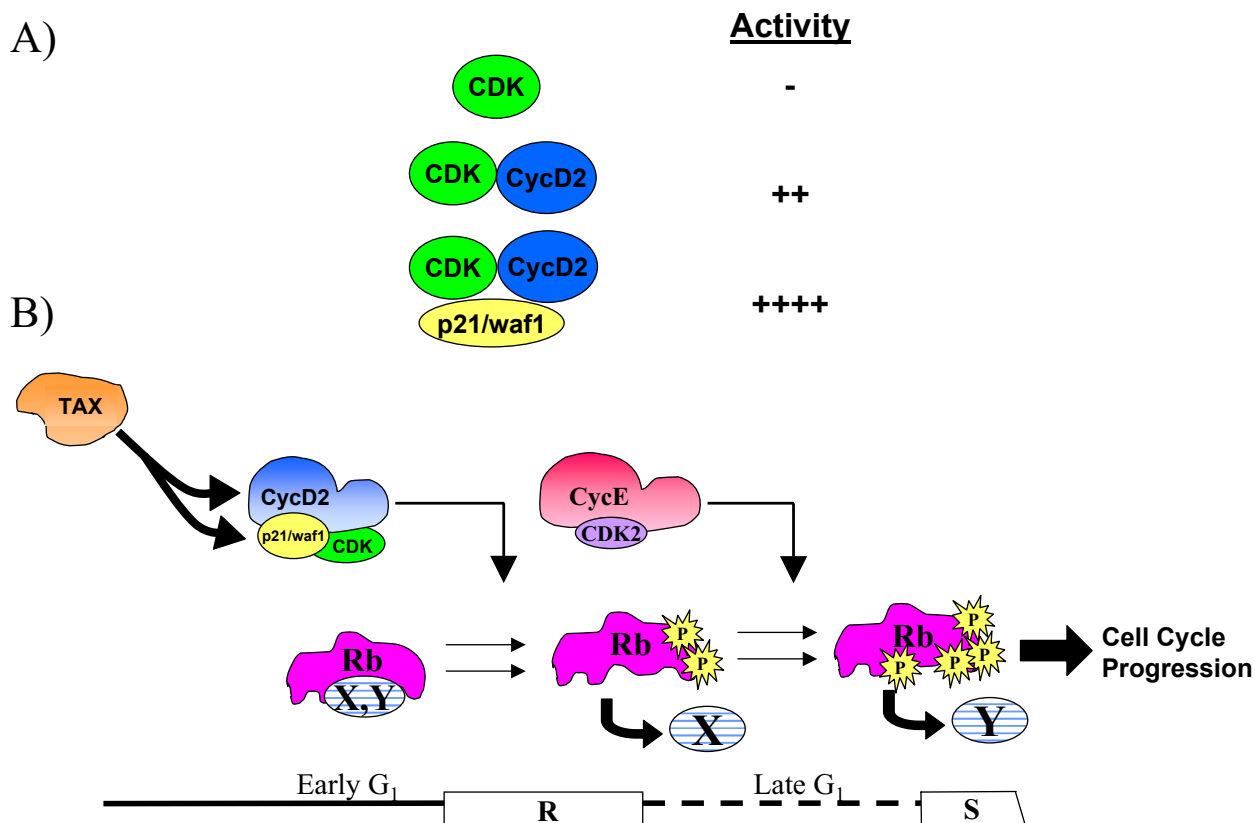 A)
Activity
CDK
-
CDK CycD2
++
CDK CycD2
p21/waf1
++++
B)
TAX
CycD2
p21/waf1
CDK
CycE
CDK2
Rb
X,Y
Rb
P
P
X
Rb
P
P
P
P
Y
Cell Cycle
Progression
Early G₁
R
Late G₁
S